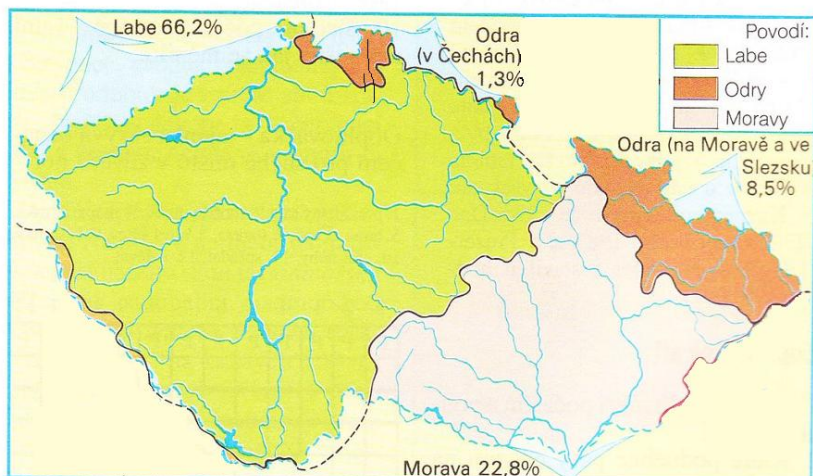 Labe 66,2%
Odra
(v Čechách)
1,3%
Povodí:
Labe
Odry
Moravy
Odra (na Moravě a ve
Slezsku
8,5%
Morava 22,8%